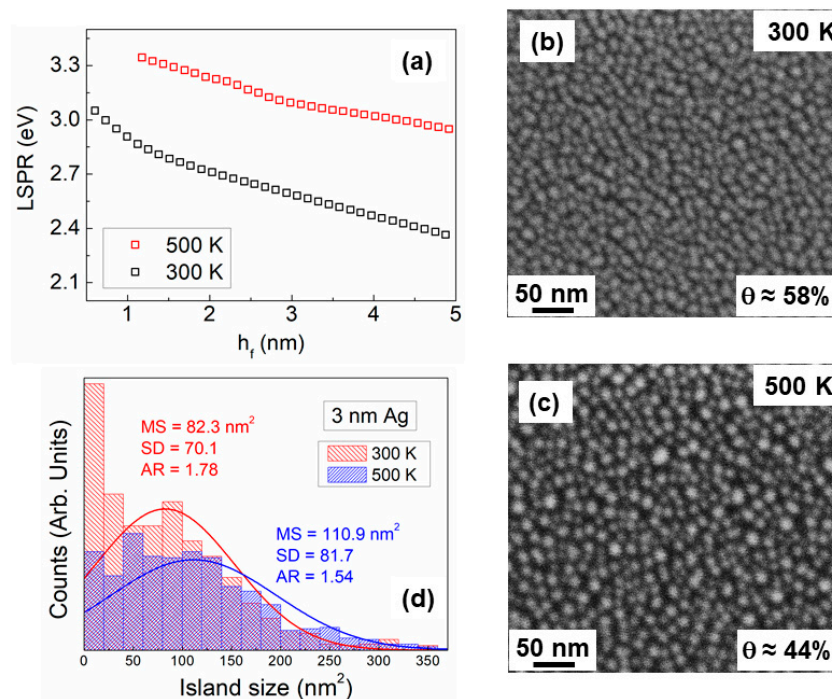 (a)
3.3
3.0
2.7
2.4
2.1
LSPR (eV)
500 K
300 K
1 2 3 4 5
h_f (nm)
(b)
300 K
50 nm
θ ≈ 58%
(c)
500 K
50 nm
θ ≈ 44%
3 nm Ag
MS = 82.3 nm²
SD = 70.1
AR = 1.78
300 K
500 K
MS = 110.9 nm²
SD = 81.7
AR = 1.54
(d)
Counts (Arb. Units)
0 50 100 150 200 250 300 350
Island size (nm²)